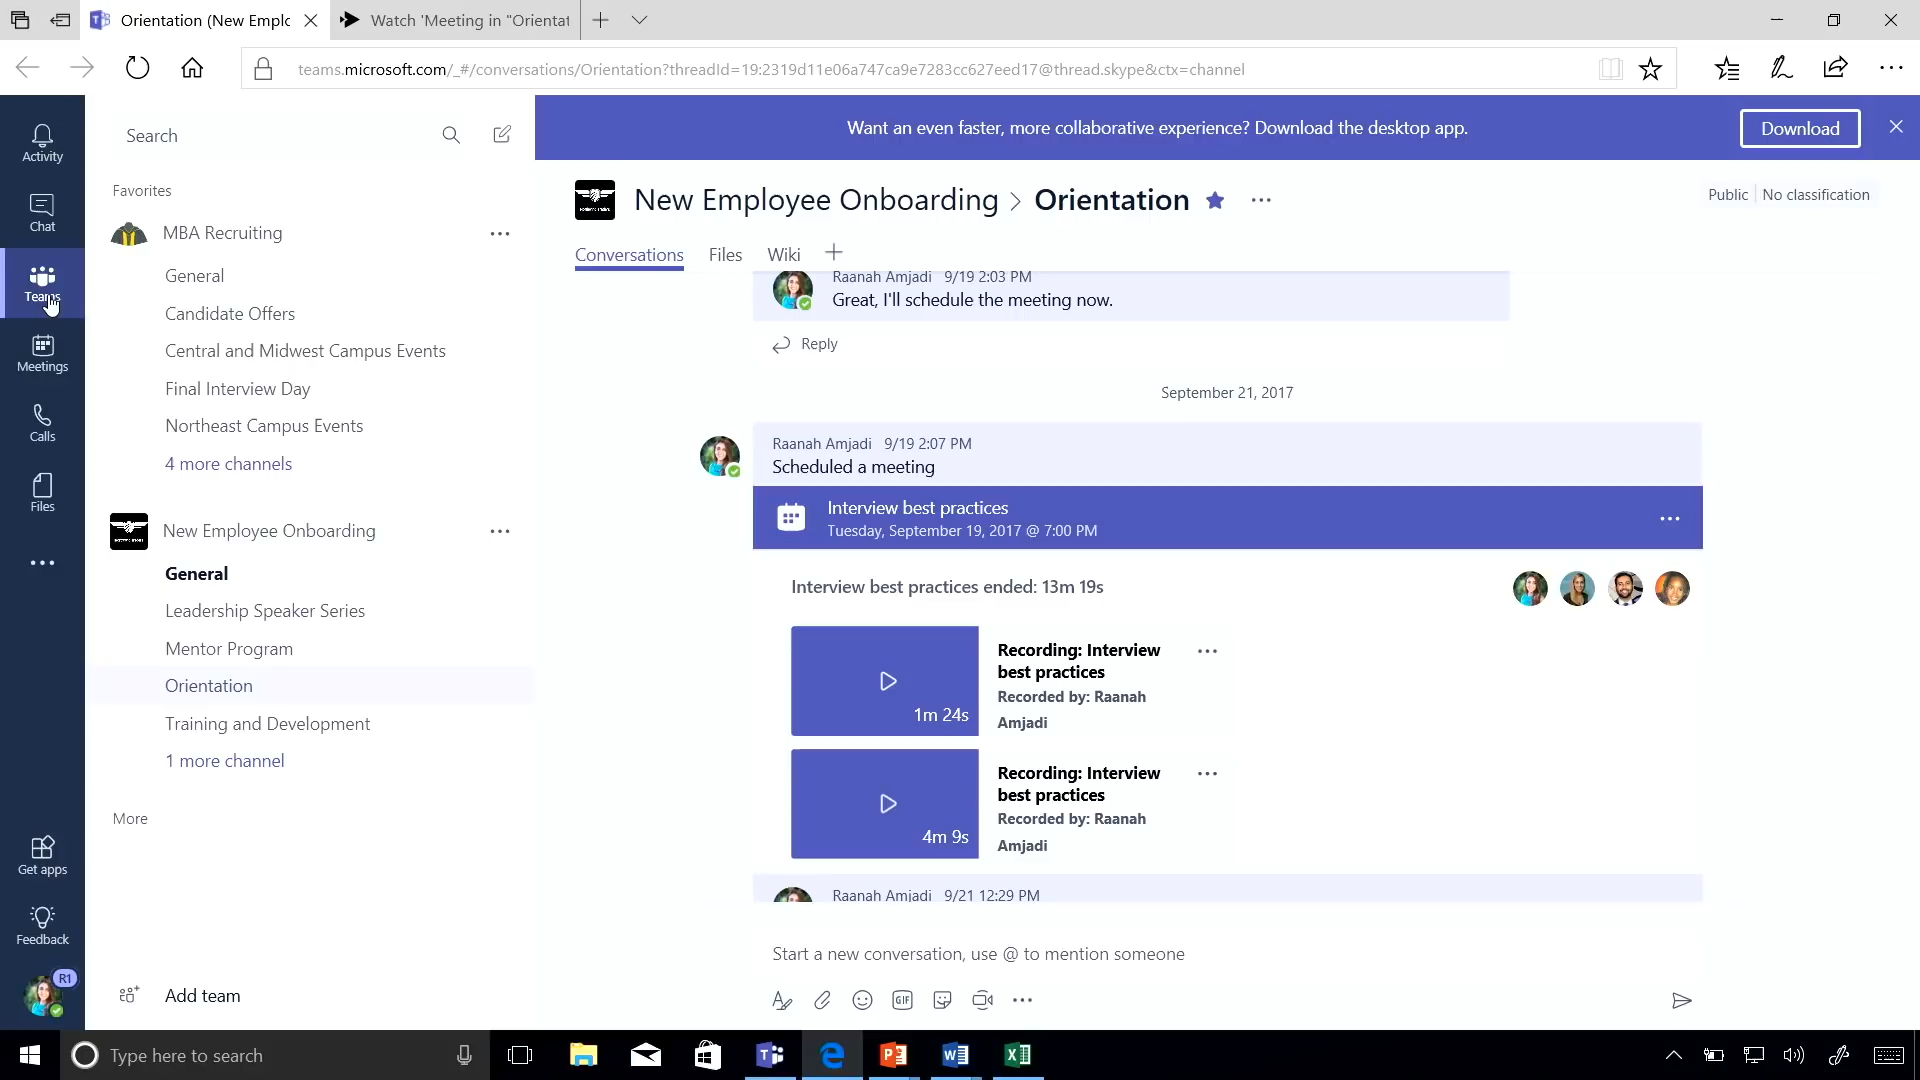 Orientation (New Emplc
Watch 'Meeting in "Orientat
teams.microsoft.com/_#/conversations/Orientation?threadId=19:2319d11e06a747ca9e7283cc627eed17@thread.skype&ctx=channel
Activity
Chat
Teams
Meetings
Calls
Files
Get apps
Feedback
R1
Search
Favorites
MBA Recruiting
General
Candidate Offers
Central and Midwest Campus Events
Final Interview Day
Northeast Campus Events
4 more channels
New Employee Onboarding
General
Leadership Speaker Series
Mentor Program
Orientation
Training and Development
1 more channel
More
Add team
Want an even faster, more collaborative experience? Download the desktop app.
Download
New Employee Onboarding > Orientation
Public
No classification
Conversations
Files
Wiki
Raanah Amjadi 9/19 2:03 PM
Great, I'll schedule the meeting now.
Reply
September 21, 2017
Raanah Amjadi 9/19 2:07 PM
Scheduled a meeting
Interview best practices
Tuesday, September 19, 2017 @ 7:00 PM
Interview best practices ended: 13m 19s
1m 24s
Recording: Interview
best practices
Recorded by: Raanah
Amjadi
4m 9s
Recording: Interview
best practices
Recorded by: Raanah
Amjadi
Raanah Amjadi 9/21 12:29 PM
Start a new conversation, use @ to mention someone
GIF
Type here to search